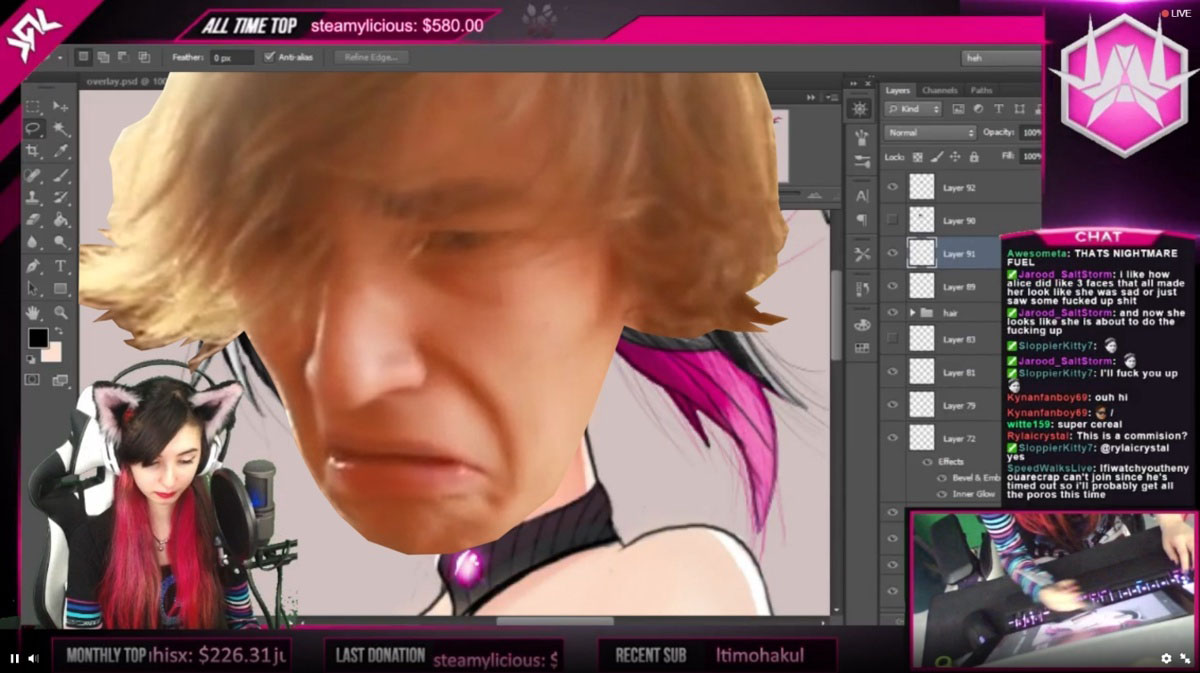 ALL TIME TOP steamylicious: $580.00
LIVE
Feather: 0 px Anti-alias Refine Edge... heh
overlay.psd @ 100
Layers Channels Paths
Kind
Normal Opacity: 100%
Lock: Fill: 100%
Layer 92
Layer 90
Layer 91
Layer 89
hair
Layer 83
Layer 81
Layer 79
Layer 72
Effects
Bevel & Emb
Inner Glow
CHAT
Awesometa: THATS NIGHTMARE
FUEL
Jarood_SaltStorm: i like how
alice did like 3 faces that all made
her look like she was sad or just
saw some fucked up shit
Jarood_SaltStorm: and now she
looks like she is about to do the
fucking up
SloppierKitty7:
Jarood_SaltStorm:
SloppierKitty7: I'll fuck you up
Kynanfanboy69: ouh hi
Kynanfanboy69: /
witte159: super cereal
Rylaicrystal: This is a commision?
SloppierKitty7: @rylaicrystal
yes
SpeedWalksLive: Ifiwatchyoutheny
ouarecrap can't join since he's
timed out so i'll probably get all
the poros this time
MONTHLY TOP hisx: $226.31
LAST DONATION steamylicious: $
RECENT SUB ltimohakul